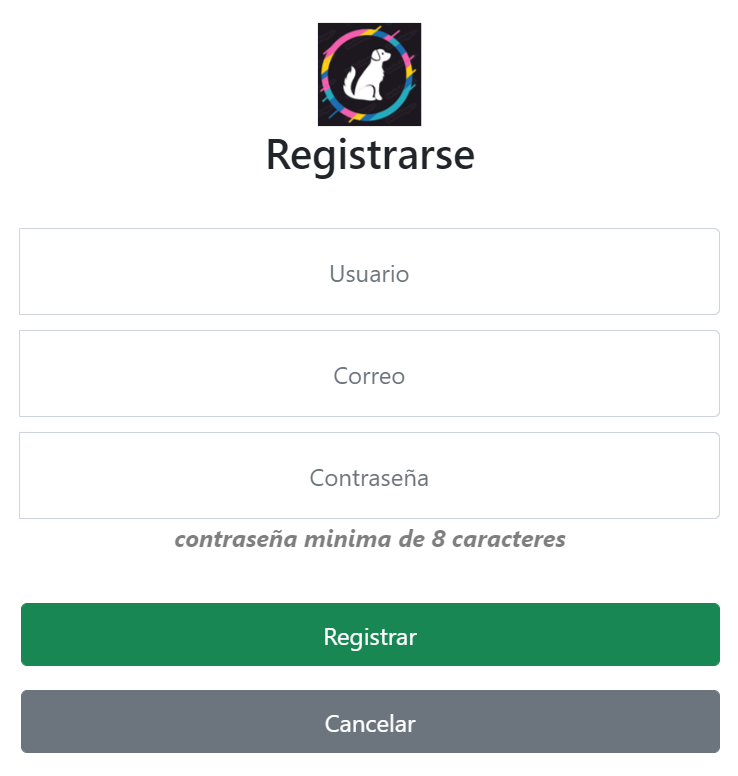 Registrarse
Usuario
Correo
Contraseña
contraseña minima de 8 caracteres
Registrar
Cancelar